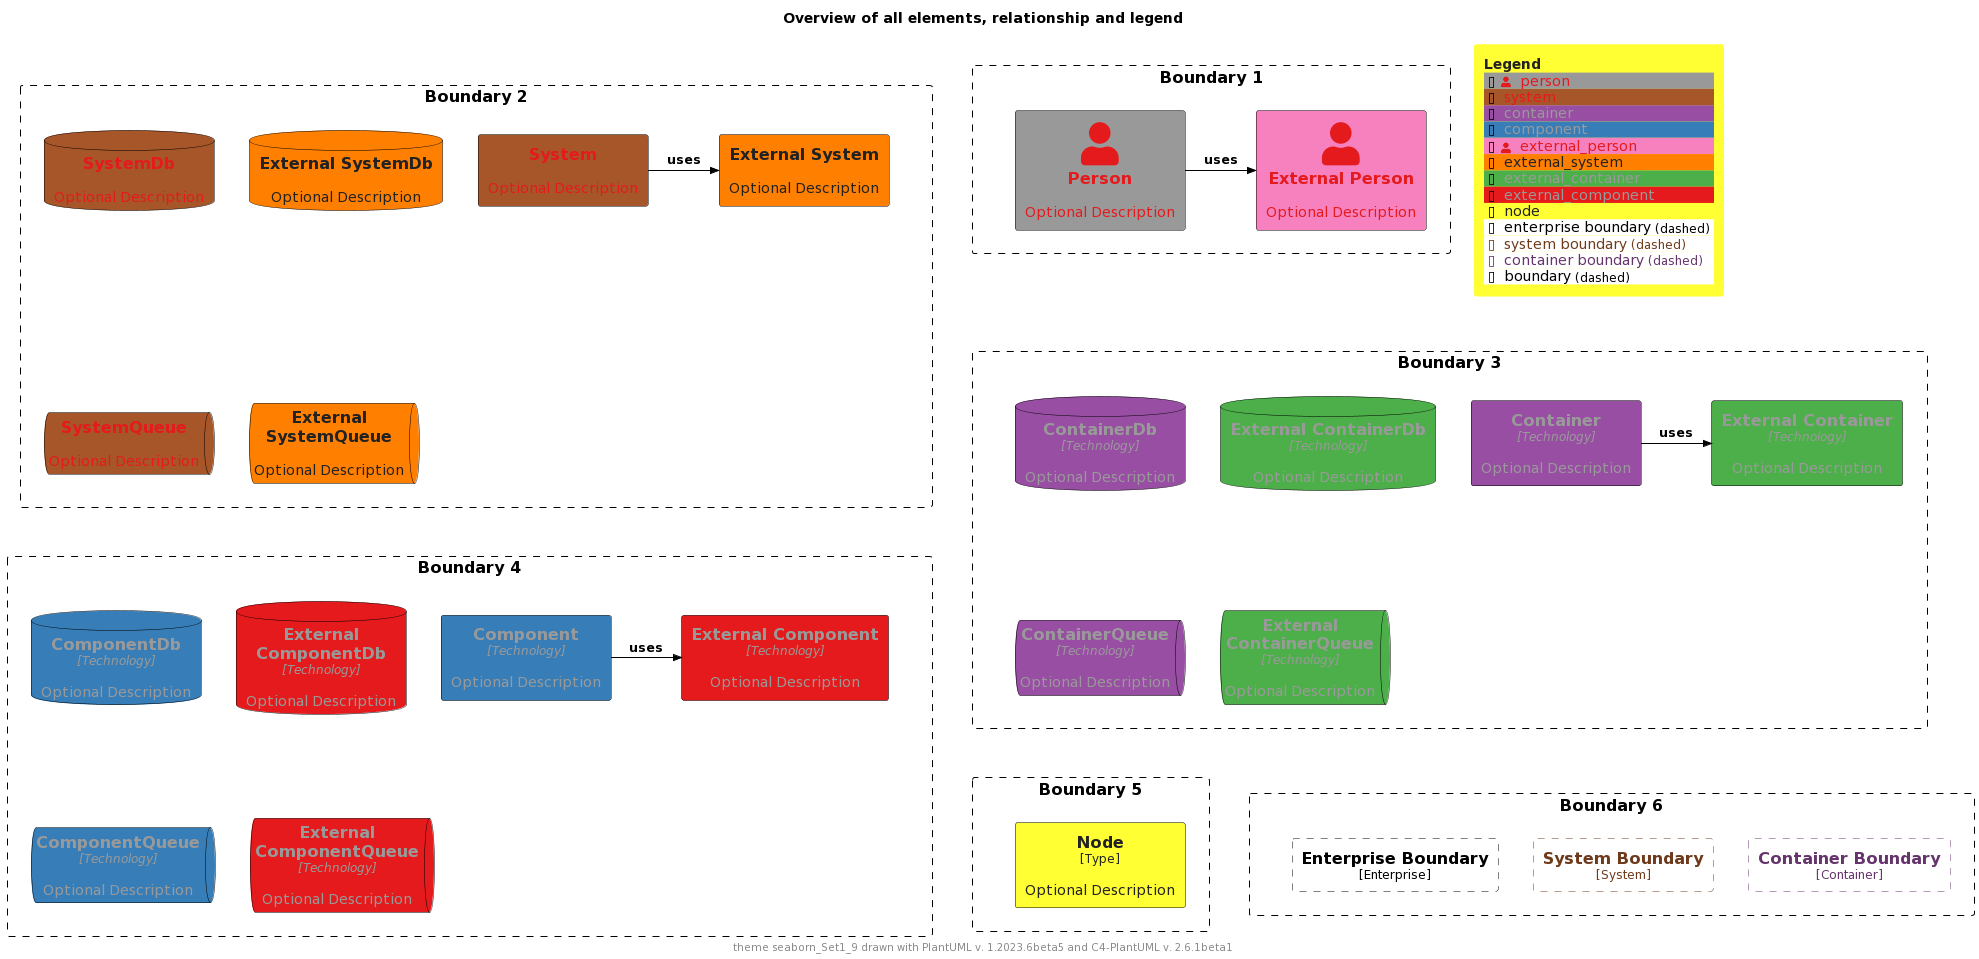 Overview of all elements, relationship and legend
Boundary 2
SystemDb
Optional Description
External SystemDb
Optional Description
System
Optional Description
uses
External System
Optional Description
SystemQueue
Optional Description
External
SystemQueue
Optional Description
Boundary 1
Person
Optional Description
uses
External Person
Optional Description
Legend
person
system
container
component
external_person
external_system
external_container
external_component
node
enterprise boundary (dashed)
system boundary (dashed)
container boundary (dashed)
boundary (dashed)
Boundary 3
ContainerDb
[Technology]
Optional Description
External ContainerDb
[Technology]
Optional Description
Container
[Technology]
Optional Description
uses
External Container
[Technology]
Optional Description
ContainerQueue
[Technology]
Optional Description
External
ContainerQueue
[Technology]
Optional Description
Boundary 4
ComponentDb
[Technology]
Optional Description
External
ComponentDb
[Technology]
Optional Description
Component
[Technology]
Optional Description
uses
External Component
[Technology]
Optional Description
ComponentQueue
[Technology]
Optional Description
External
ComponentQueue
[Technology]
Optional Description
Boundary 5
Node
[Type]
Optional Description
Boundary 6
Enterprise Boundary
[Enterprise]
System Boundary
[System]
Container Boundary
[Container]
theme seaborn_Set1_9 drawn with PlantUML v. 1.2023.6beta5 and C4-PlantUML v. 2.6.1beta1